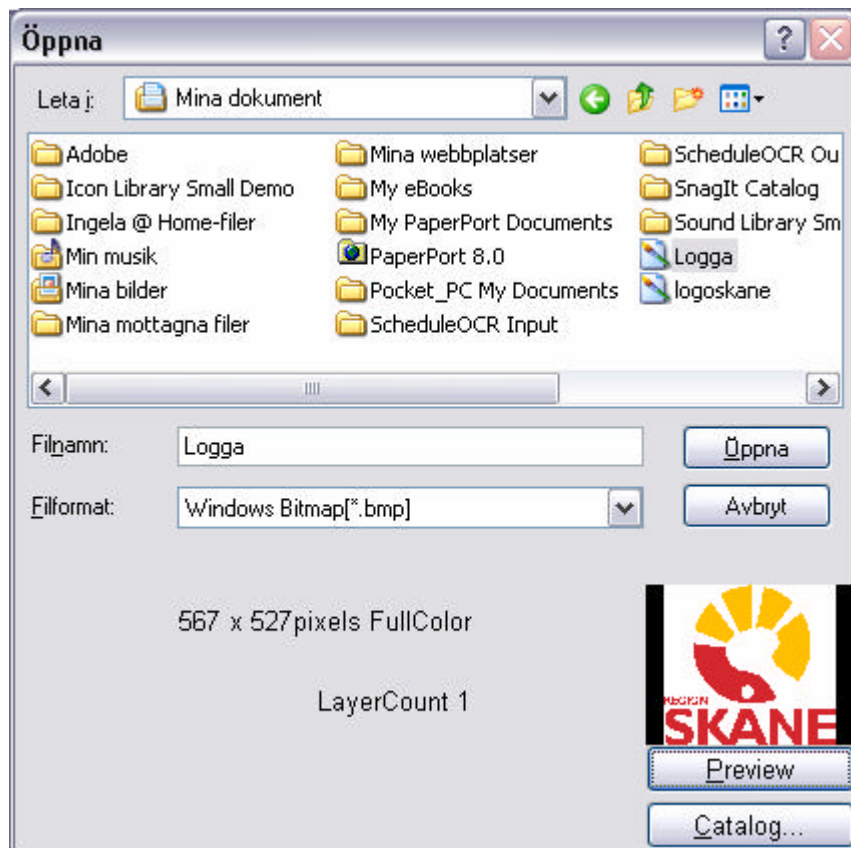 Öppna
Leta i: Mina dokument
Adobe Mina webbplatser ScheduleOCR Ou
Icon Library Small Demo My eBooks SnagIt Catalog
Ingela @ Home-filer My PaperPort Documents Sound Library Sm
Min musik PaperPort 8.0 Logga
Mina bilder Pocket_PC My Documents logoskane
Mina mottagna filer ScheduleOCR Input
Filnamn: Logga Öppna
Filformat: Windows Bitmap[*.bmp] Avbryt
567 x 527pixels FullColor
LayerCount 1
REGION
SKANE
Preview
Catalog...